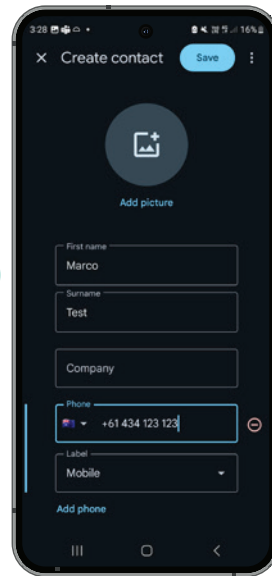 3:28
16%
Create contact
Save
Add picture
First name
Marco
Surname
Test
Company
Phone
+61 434 123 123
Label
Mobile
Add phone